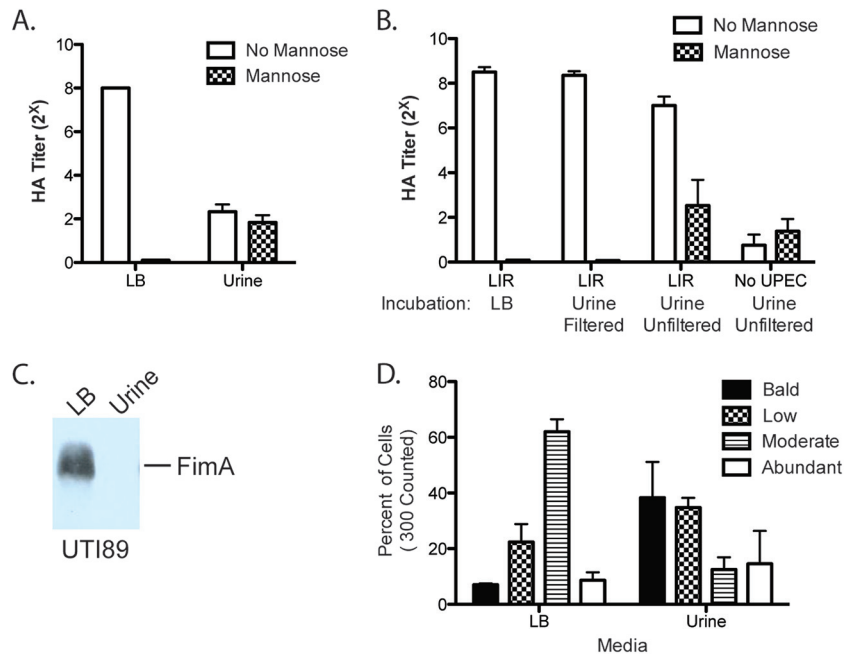 A.
HA Titer (2^X)
10
8
6
4
2
0
No Mannose
Mannose
LB
Urine
B.
HA Titer (2^X)
10
8
6
4
2
0
No Mannose
Mannose
LIR LIR LIR No UPEC
Incubation: LB Urine Urine Urine
Filtered Unfiltered Unfiltered
C.
LB Urine
FimA
UTI89
D.
Percent of Cells
( 300 Counted)
80
60
40
20
0
Bald
Low
Moderate
Abundant
LB
Urine
Media